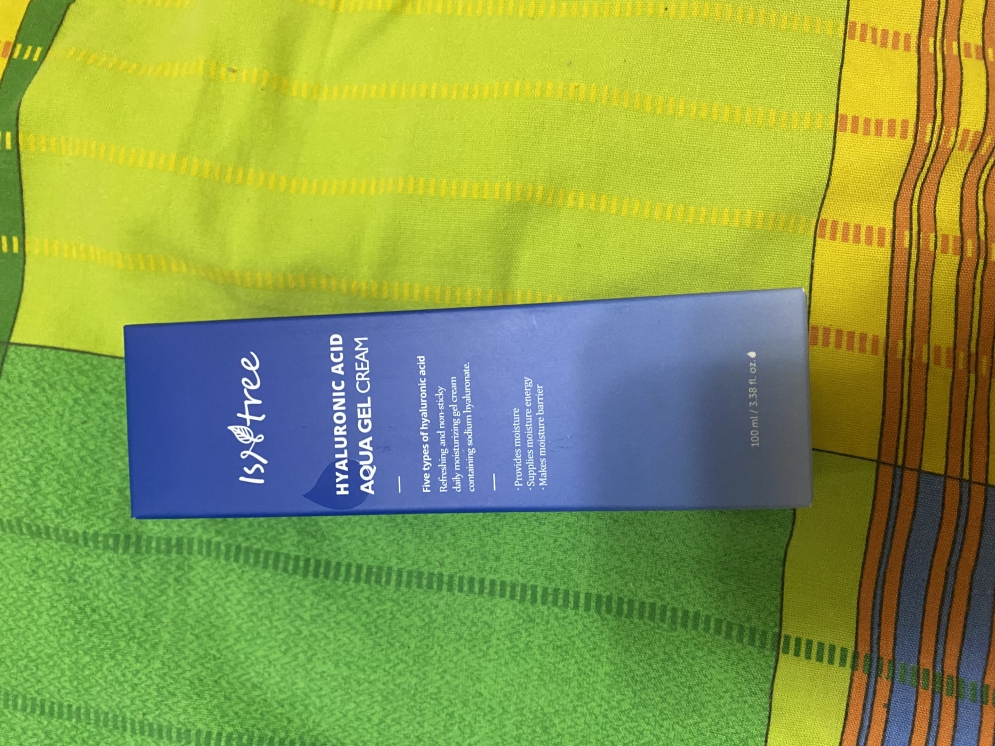 Isntree
HYALURONIC ACID
AQUA GEL CREAM
Five types of hyaluronic acid
Refreshing and non-sticky
daily moisturizing gel cream
containing sodium hyaluronate.
·Provides moisture
·Supplies moisture energy
·Makes moisture barrier
100 ml / 3.38 fl. oz.